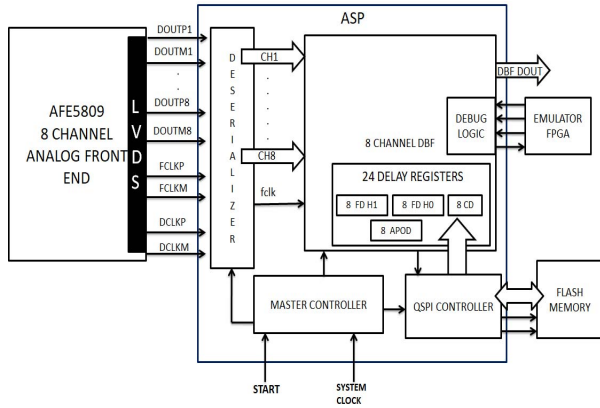 ASP
AFE5809
8 CHANNEL
ANALOG FRONT
END
LVDS
DOUTP1
DOUTM1
DOUTP8
DOUTM8
FCLKP
FCLKM
DCLKP
DCLKM
DESERIALIZER
CH1
CH8
fclk
8 CHANNEL DBF
DBF DOUT
DEBUG
LOGIC
EMULATOR
FPGA
24 DELAY REGISTERS
8 FD H1
8 FD H0
8 CD
8 APOD
MASTER CONTROLLER
QSPI CONTROLLER
FLASH
MEMORY
START
SYSTEM
CLOCK